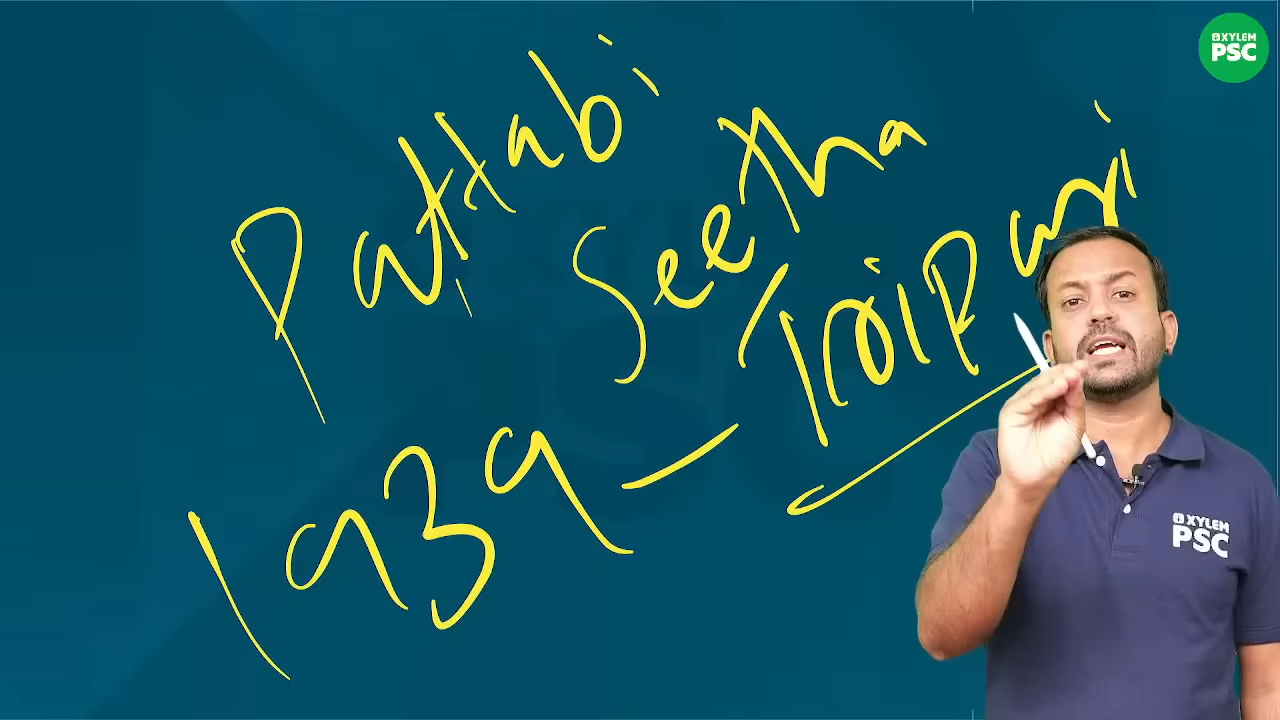 XYLEM
PSC
Pattabi
Seetha
1939 - Tripuri
XYLEM
PSC